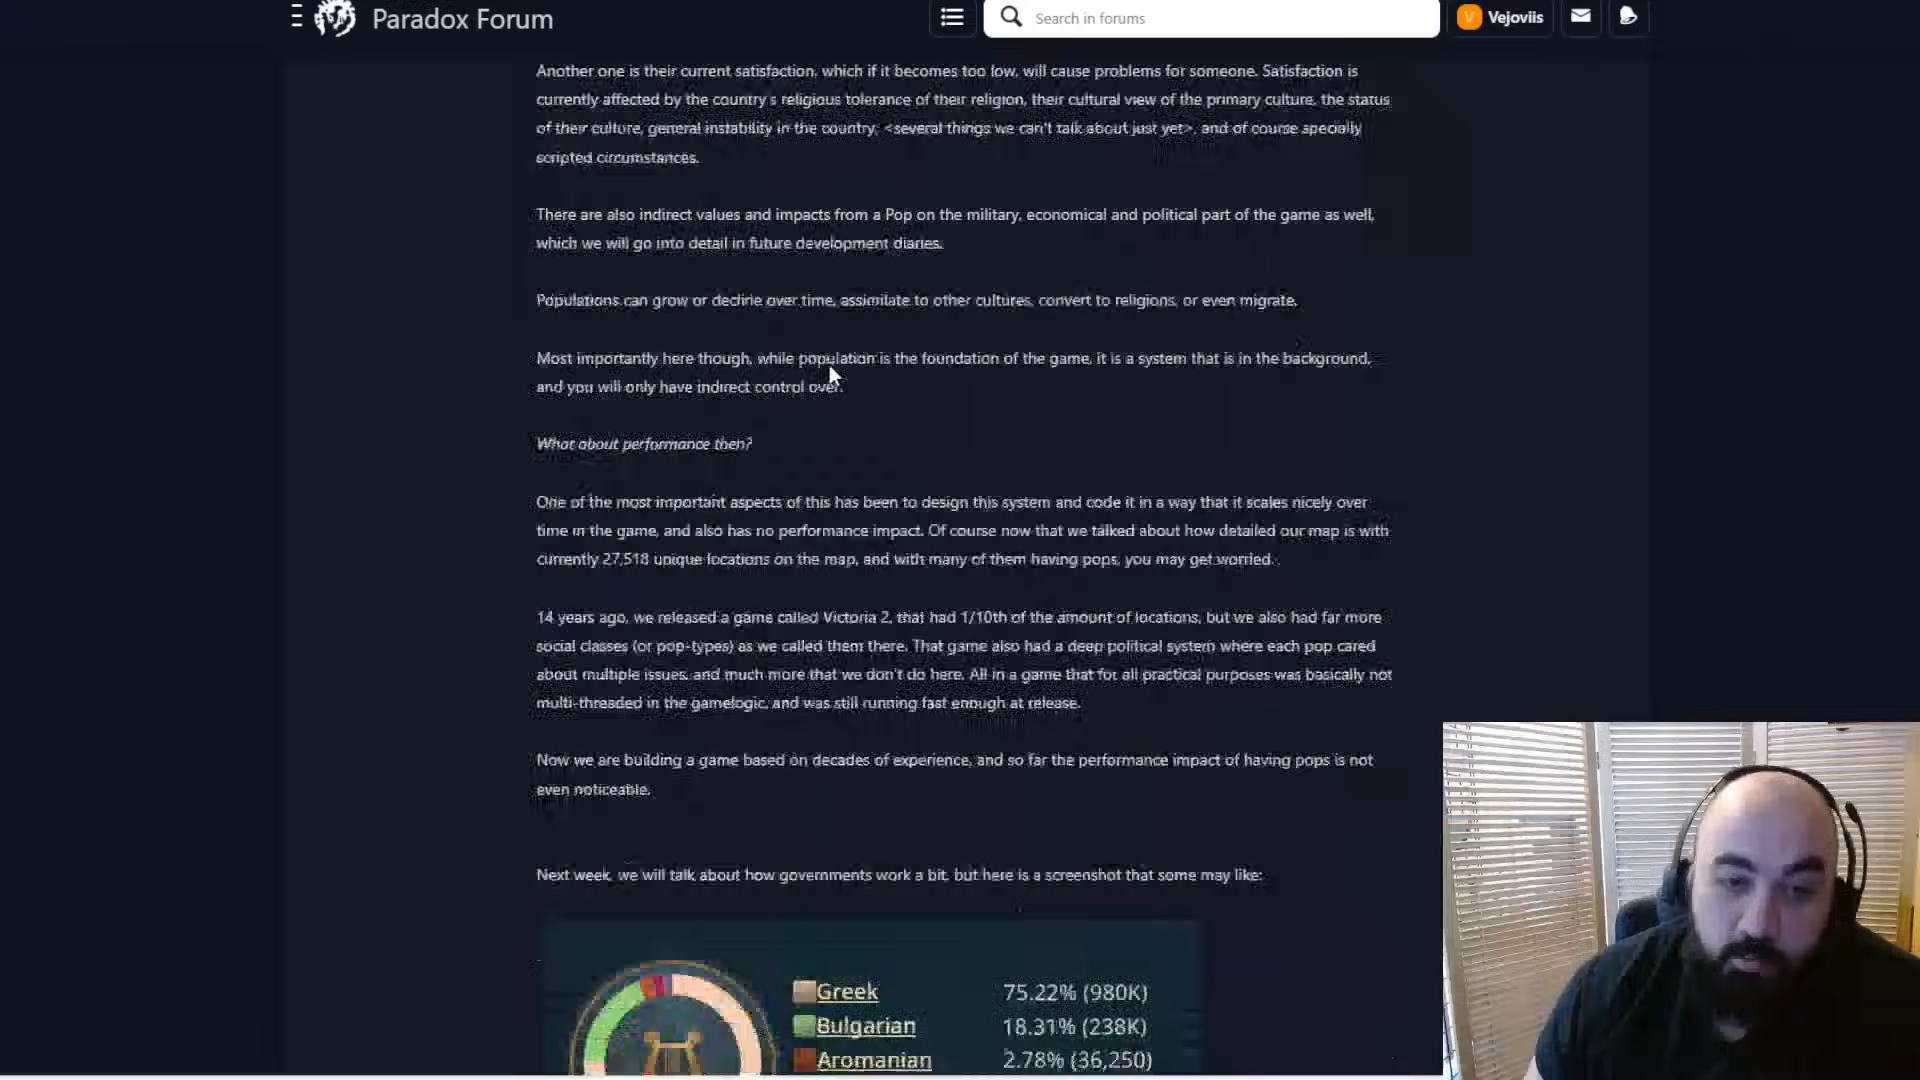 Paradox Forum
Search in forums
V Vejoviis
Another one is their current satisfaction, which if it becomes too low, will cause problems for someone. Satisfaction is
currently affected by the country's religious tolerance of their religion, their cultural view of the primary culture, the status
of their culture, general instability in the country, <several things we can't talk about just yet>, and of course specially
scripted circumstances.
There are also indirect values and impacts from a Pop on the military, economical and political part of the game as well,
which we will go into detail in future development diaries.
Populations can grow or decline over time, assimilate to other cultures, convert to religions, or even migrate.
Most importantly here though, while population is the foundation of the game, it is a system that is in the background,
and you will only have indirect control over.
What about performance then?
One of the most important aspects of this has been to design this system and code it in a way that it scales nicely over
time in the game, and also has no performance impact. Of course now that we talked about how detailed our map is with
currently 27,518 unique locations on the map, and with many of them having pops, you may get worried.
14 years ago, we released a game called Victoria 2, that had 1/10th of the amount of locations, but we also had far more
social classes (or pop-types) as we called them there. That game also had a deep political system where each pop cared
about multiple issues, and much more that we don't do here. All in a game that for all practical purposes was basically not
multi-threaded in the gamelogic, and was still running fast enough at release.
Now we are building a game based on decades of experience, and so far the performance impact of having pops is not
even noticeable.
Next week, we will talk about how governments work a bit, but here is a screenshot that some may like:
Greek 75.22% (980K)
Bulgarian 18.31% (238K)
Aromanian 2.78% (36,250)